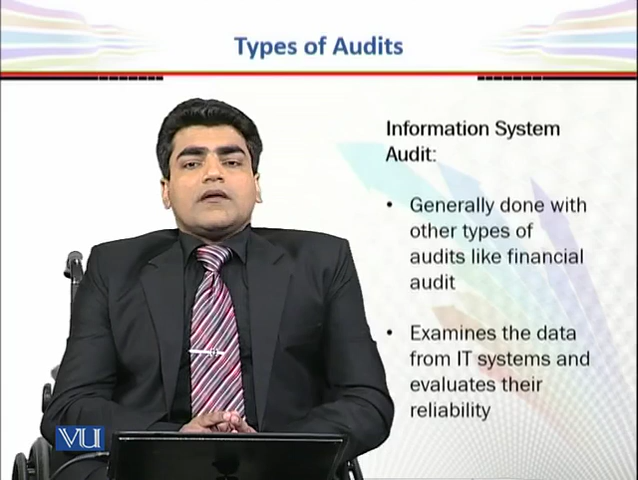 Types of Audits
Information System
Audit:
• Generally done with
other types of
audits like financial
audit
• Examines the data
from IT systems and
evaluates their
reliability
VU